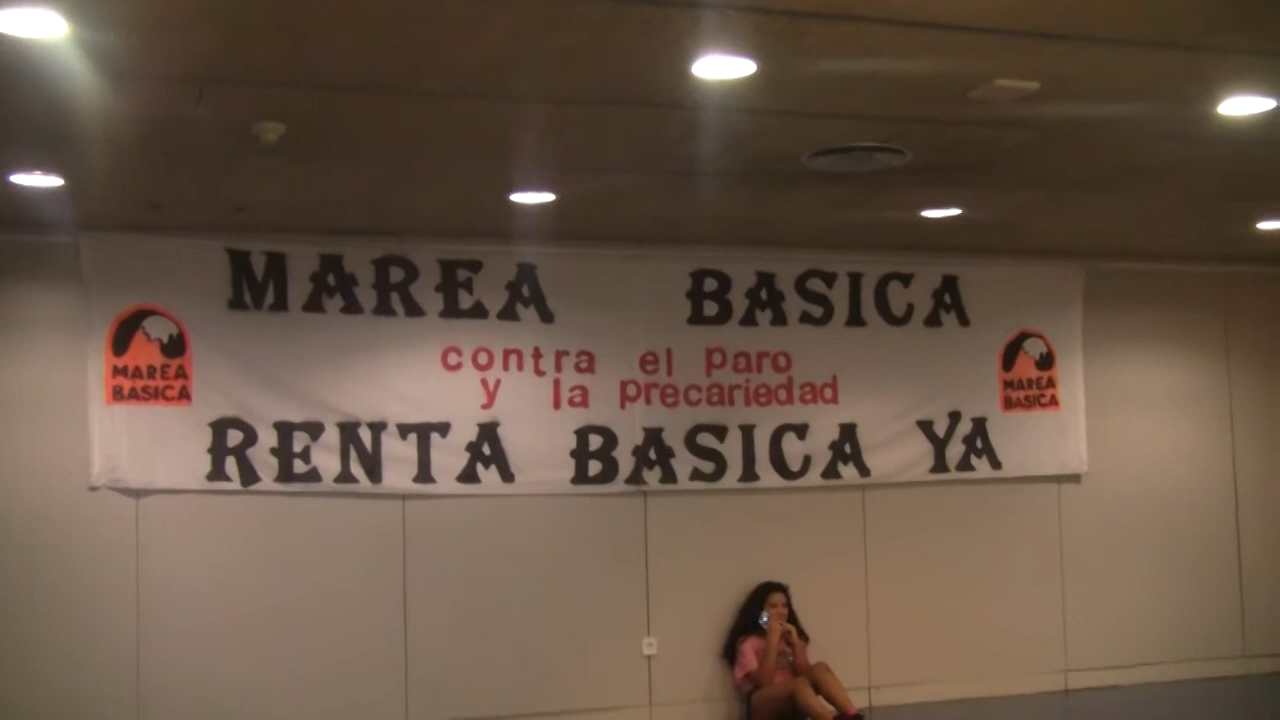 MAREA BASICA
contra el paro
y la precariedad
RENTA BASICA YA
MAREA
BASICA
MAREA
BASICA